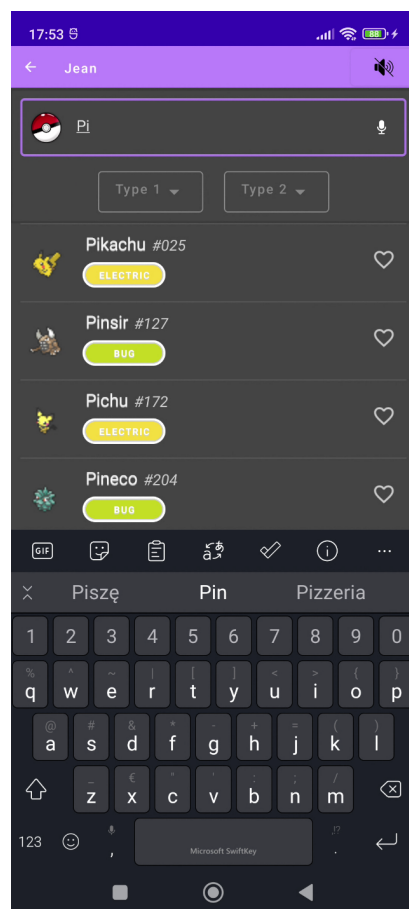 17:53
88
Jean
Pi
Type 1 Type 2
Pikachu #025
ELECTRIC
Pinsir #127
BUG
Pichu #172
ELECTRIC
Pineco #204
BUG
GIF あ á ...
Piszę Pin Pizzeria
1 2 3 4 5 6 7 8 9 0
% ^ ~ | [ ] < > { }
q w e r t y u i o p
@ # & * - + = ( )
a s d f g h j k l
_ € " ' : ; /
z x c v b n m
123 , Microsoft SwiftKey !? .